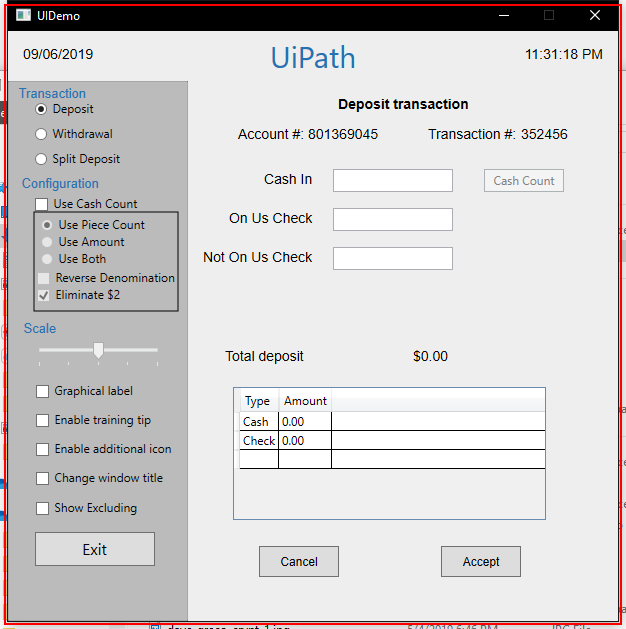 UIDemo
09/06/2019
UiPath
11:31:18 PM
Transaction
Deposit
Withdrawal
Split Deposit
Configuration
Use Cash Count
Use Piece Count
Use Amount
Use Both
Reverse Denomination
Eliminate $2
Scale
Graphical label
Enable training tip
Enable additional icon
Change window title
Show Excluding
Exit
Deposit transaction
Account #: 801369045 Transaction #: 352456
Cash In
Cash Count
On Us Check
Not On Us Check
Total deposit $0.00
Type Amount
Cash 0.00
Check 0.00
Cancel
Accept